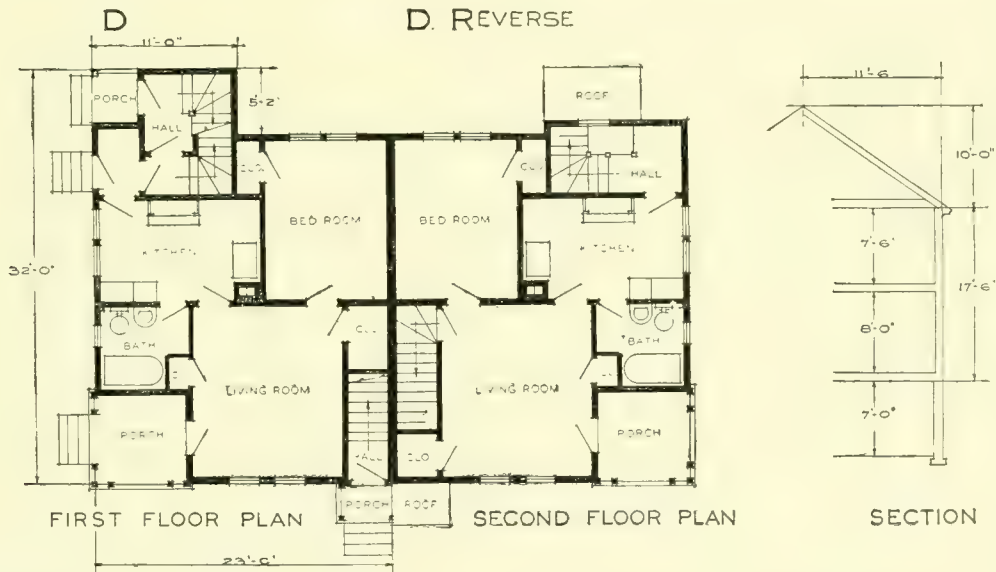 D
D. REVERSE
11'-0"
5'-2"
32'-0"
PORCH
HALL
CLO.
BED ROOM
KITCHEN
BATH
CLO
LIVING ROOM
PORCH
HALL
PORCH
ROOF
BED ROOM
CLO
HALL
KITCHEN
BATH
LIVING ROOM
CLO
PORCH
ROOF
11'-6
10'-0"
7'-6"
17'-6"
8'-0"
7'-0"
FIRST FLOOR PLAN
SECOND FLOOR PLAN
SECTION